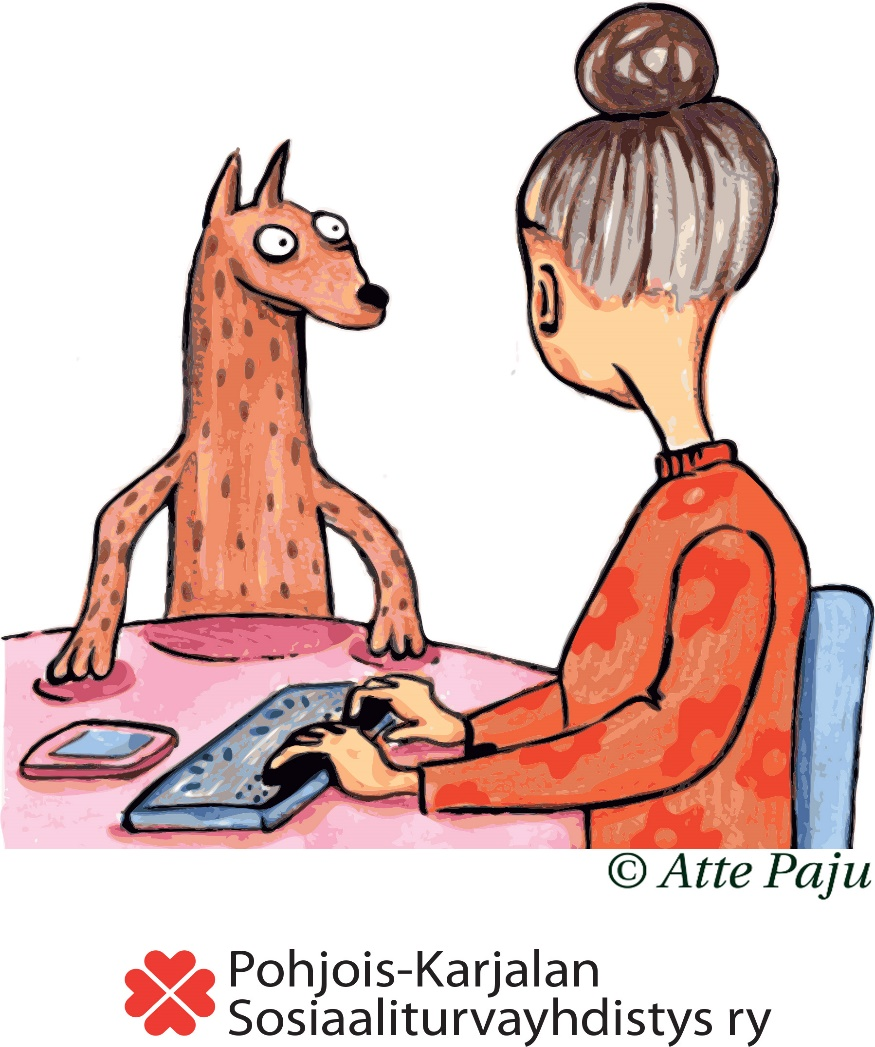 © Atte Paju
Pohjois-Karjalan
Sosiaaliturvayhdistys ry